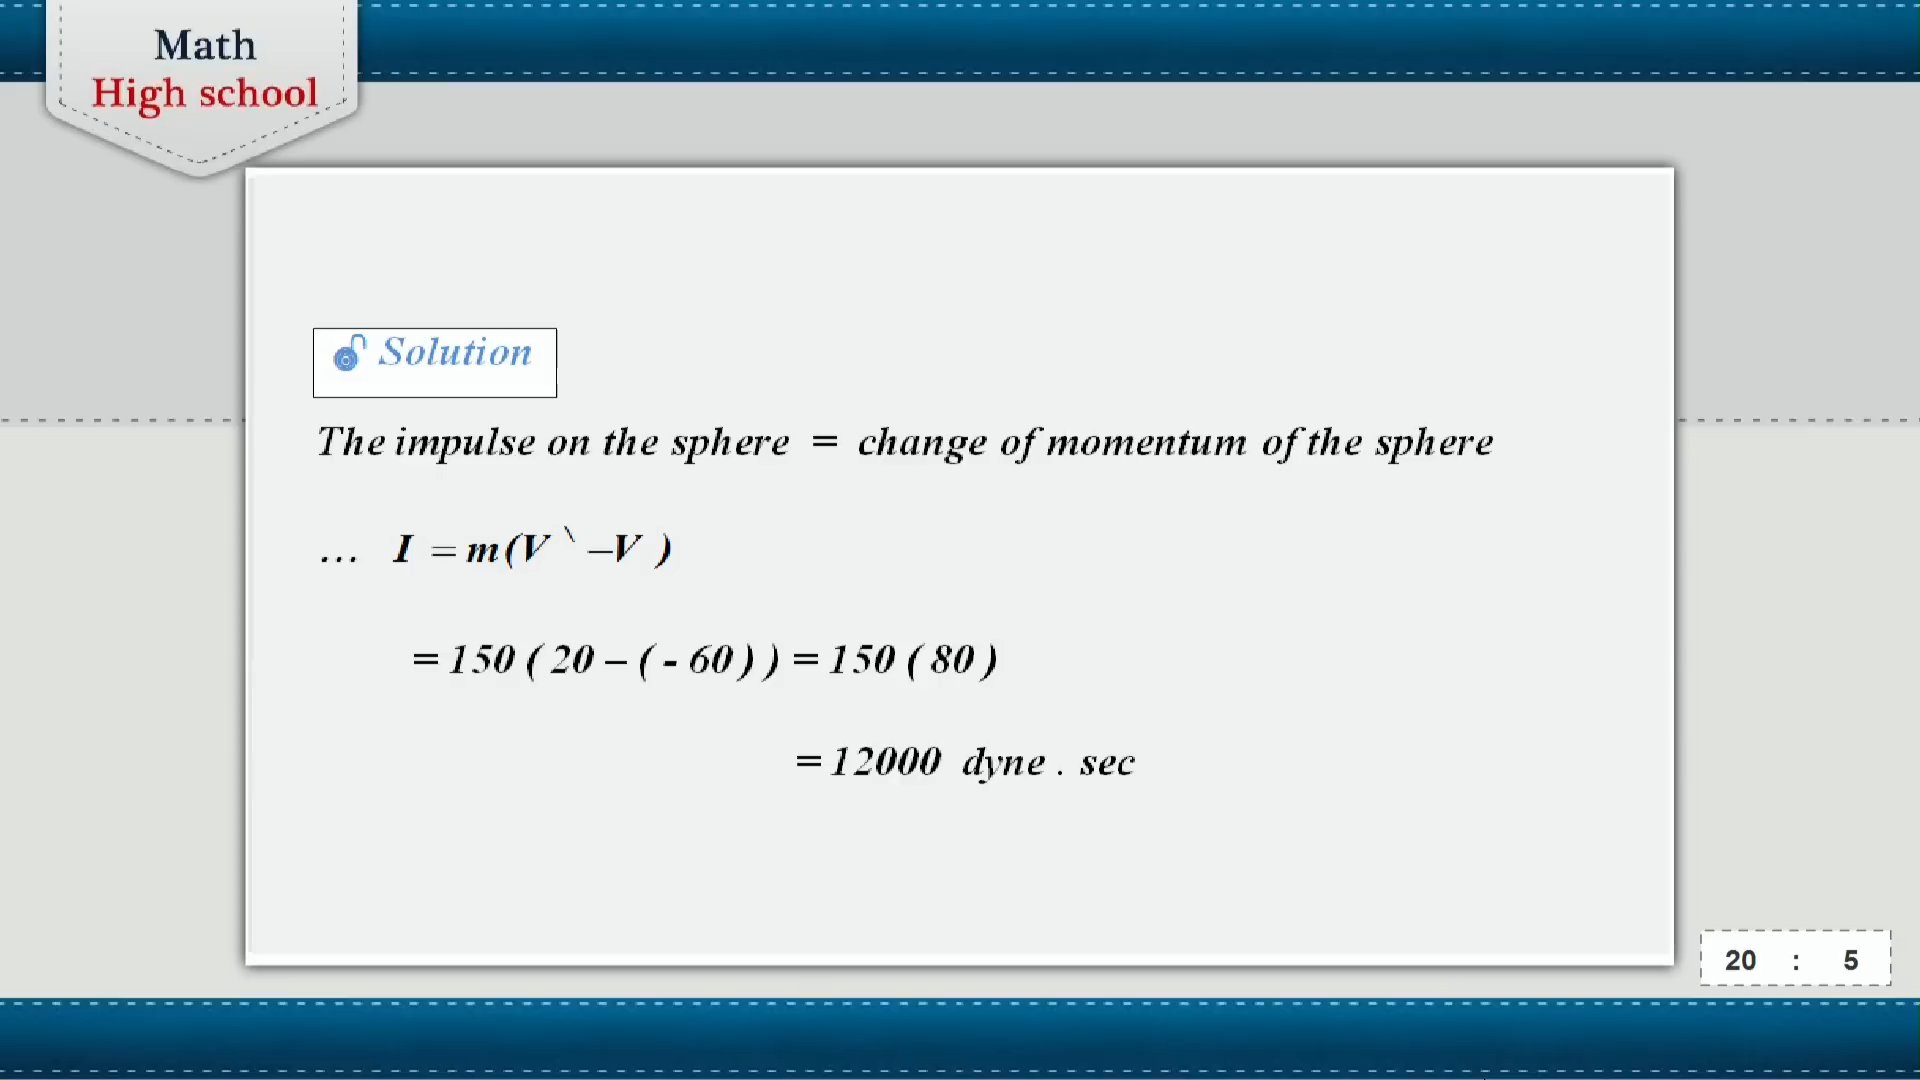 Math
High school
Solution
The impulse on the sphere = change of momentum of the sphere
... I = m(V ` –V )
= 150 ( 20 – ( - 60 ) ) = 150 ( 80 )
= 12000 dyne . sec
20 : 5